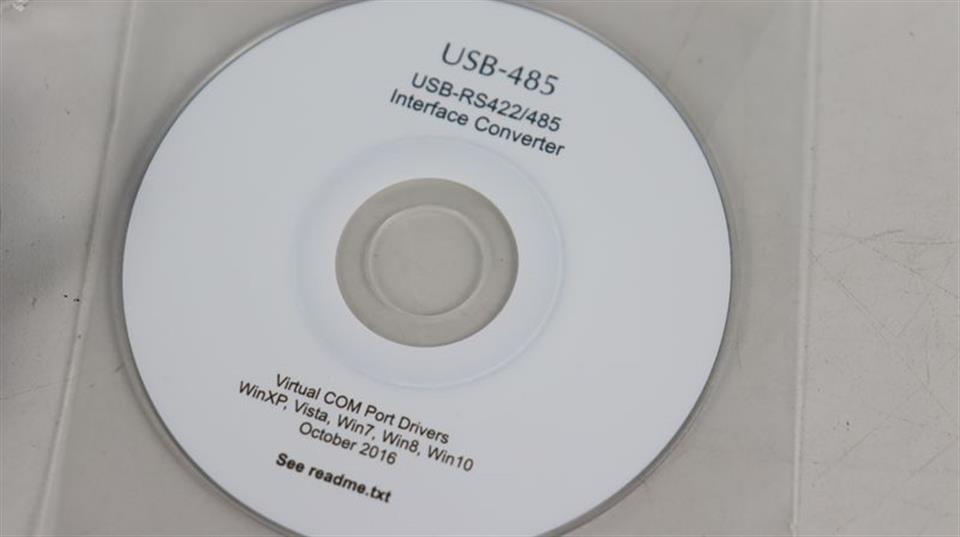 USB-485
USB-RS422/485
Interface Converter
Virtual COM Port Drivers
WinXP, Vista, Win7, Win8, Win10
October 2016
See readme.txt